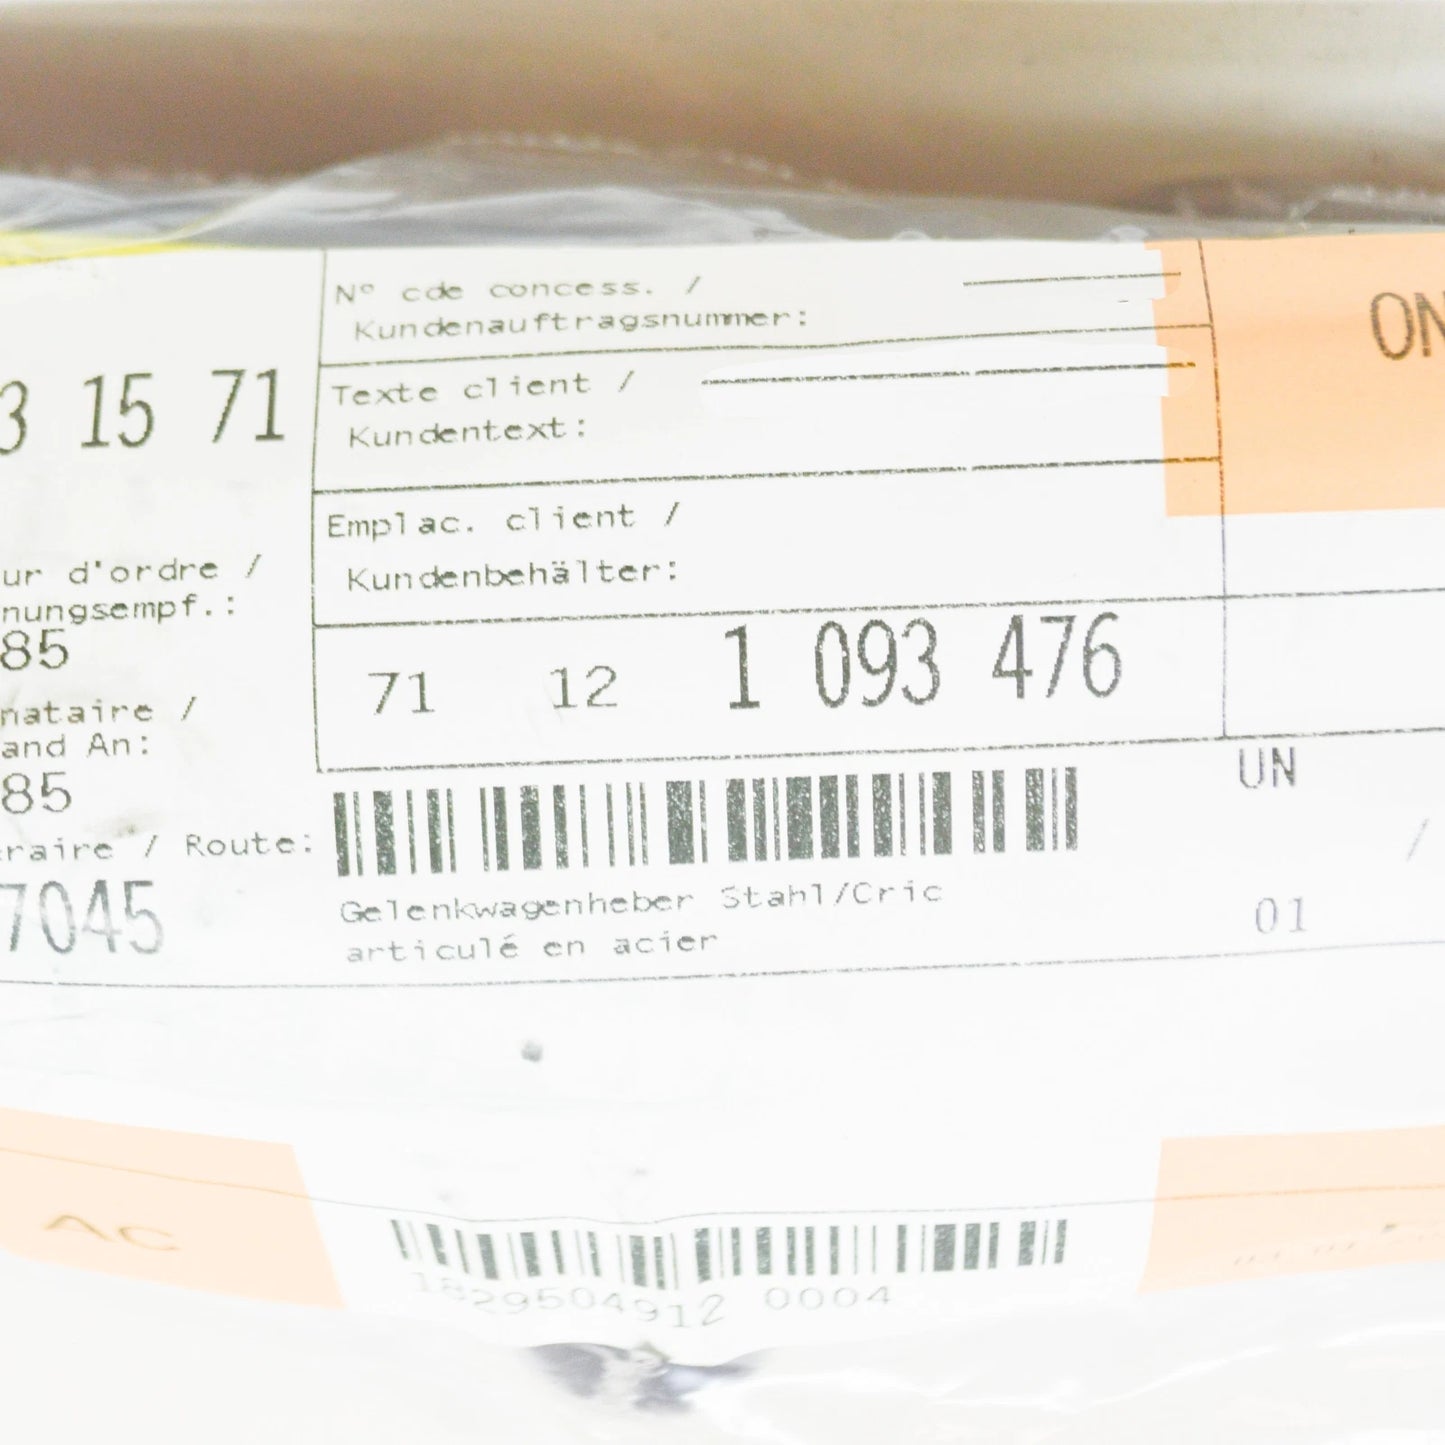 N° cde concess. /
Kundenauftragsnummer:
ON
3 15 71
Texte client /
Kundentext:
Emplac. client /
Kundenbehälter:
ur d'ordre /
nungsempf.:
85
71 12 1 093 476
nataire /
and An:
85
UN
raire / Route:
/
7045
Gelenkwagenheber Stahl/Cric
articulé en acier
01
AC
1829504912 0004